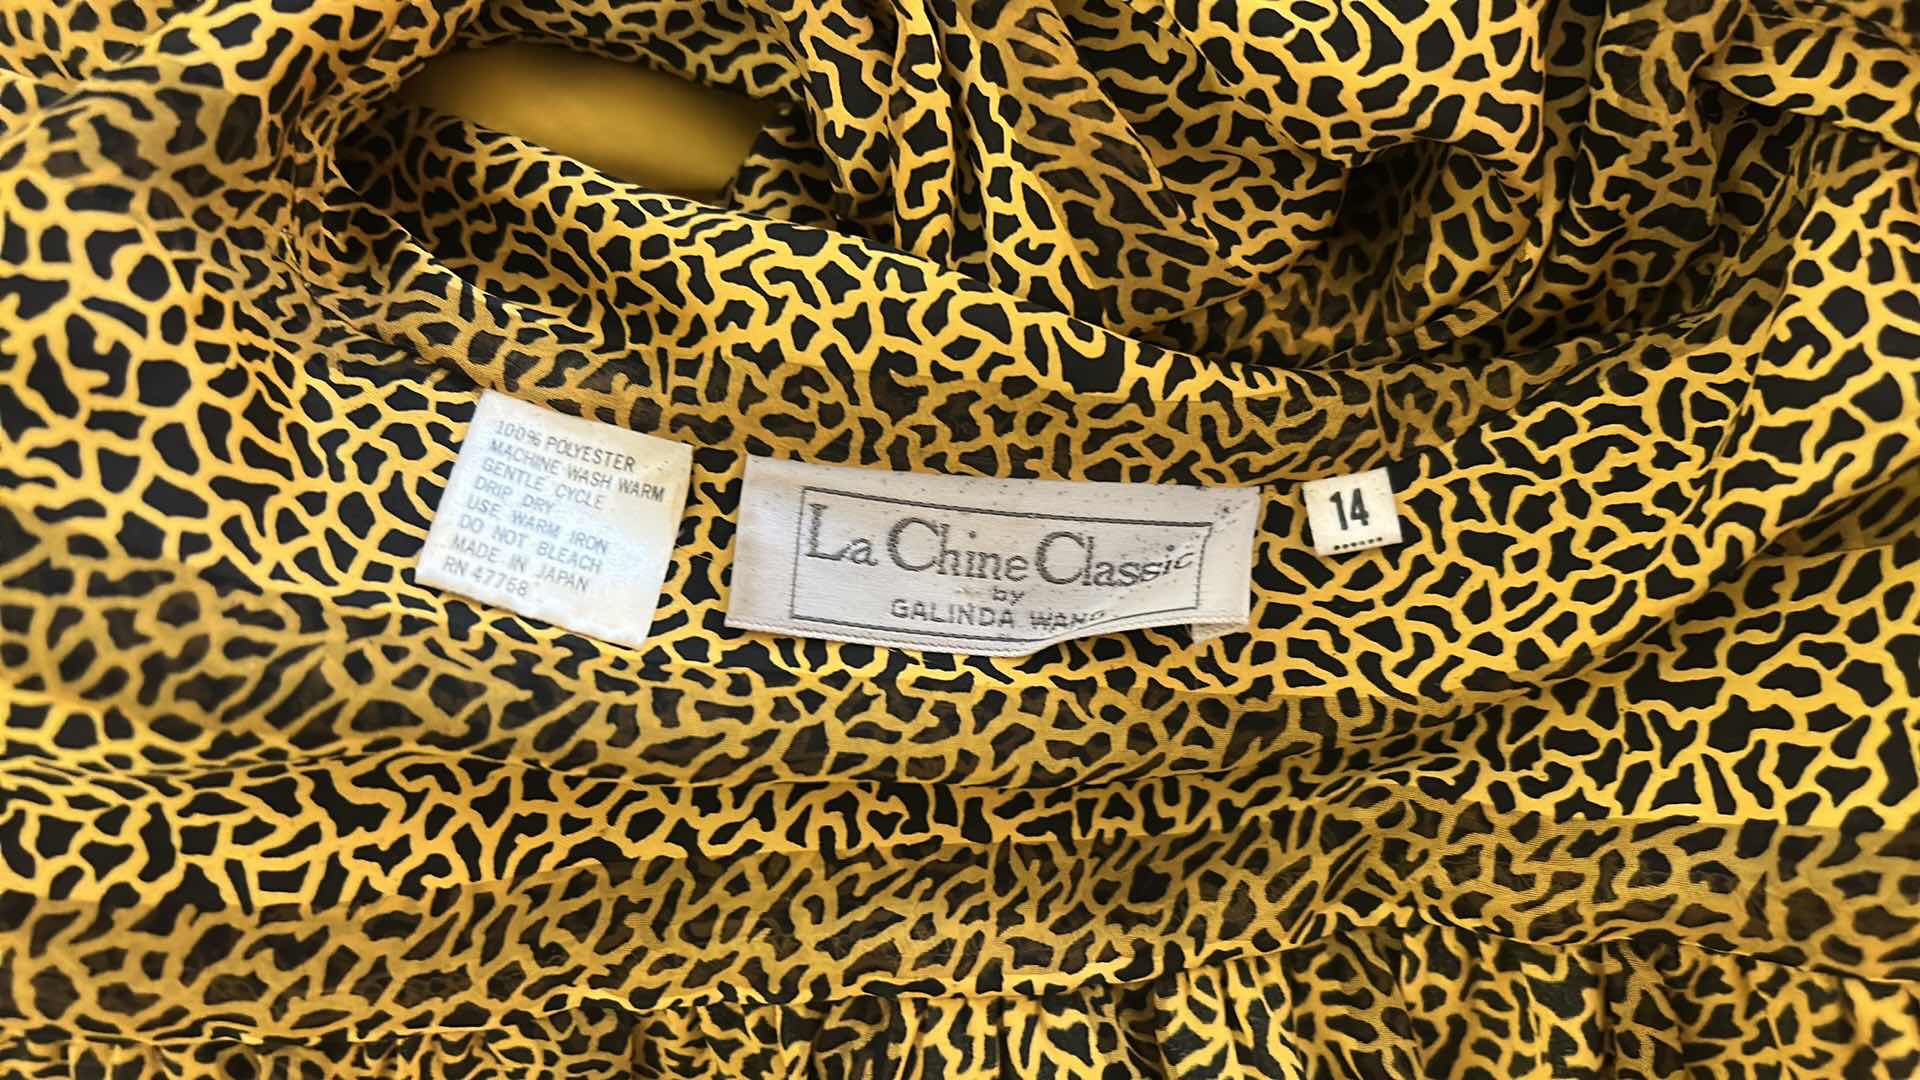 100% POLYESTER
MACHINE WASH WARM
GENTLE CYCLE
DRIP DRY
USE WARM IRON
DO NOT BLEACH
MADE IN JAPAN
RN 47768
La Chine Classic
by
GALINDA WANG
14